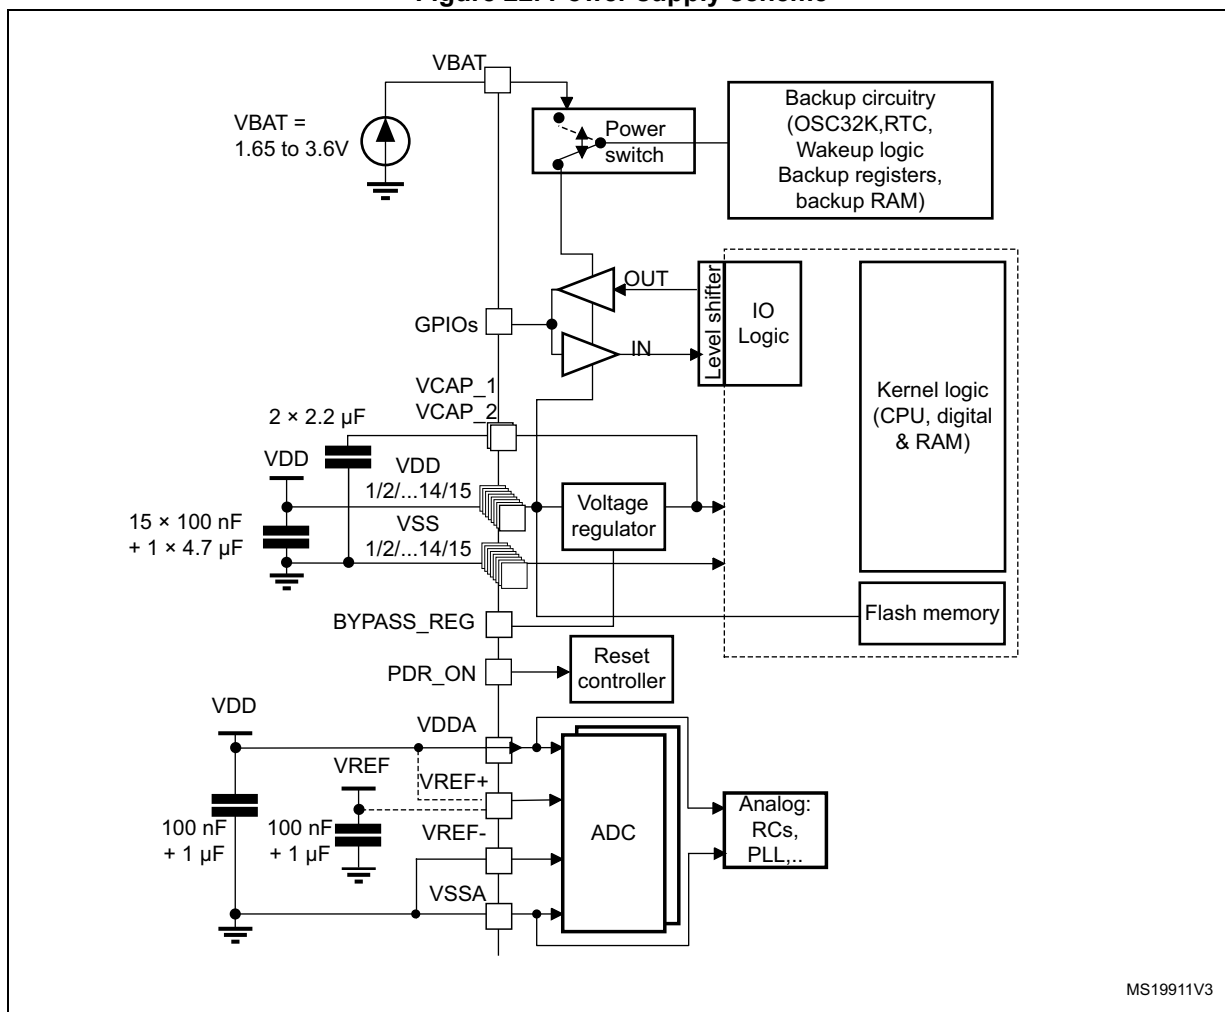 VBAT
VBAT =
1.65 to 3.6V
Power
switch
Backup circuitry
(OSC32K,RTC,
Wakeup logic
Backup registers,
backup RAM)
OUT
GPIOs
IN
Level shifter
IO
Logic
Kernel logic
(CPU, digital
& RAM)
VCAP_1
VCAP_2
2 × 2.2 µF
VDD
VDD
1/2/...14/15
Voltage
regulator
15 × 100 nF
+ 1 × 4.7 µF
VSS
1/2/...14/15
Flash memory
BYPASS_REG
PDR_ON
Reset
controller
VDD
VDDA
VREF
VREF+
100 nF
+ 1 µF
100 nF
+ 1 µF
VREF-
ADC
Analog:
RCs,
PLL,..
VSSA
MS19911V3